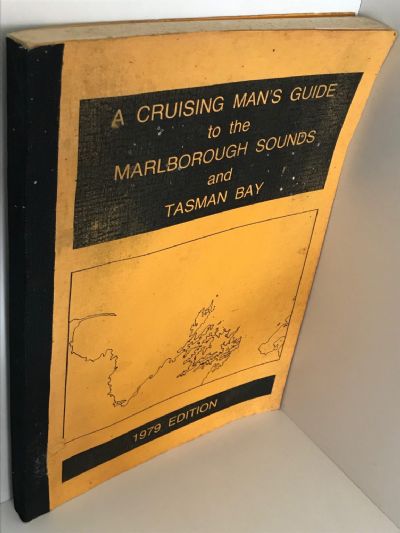 A CRUISING MAN'S GUIDE
to the
MARLBOROUGH SOUNDS
and
TASMAN BAY
1979 EDITION